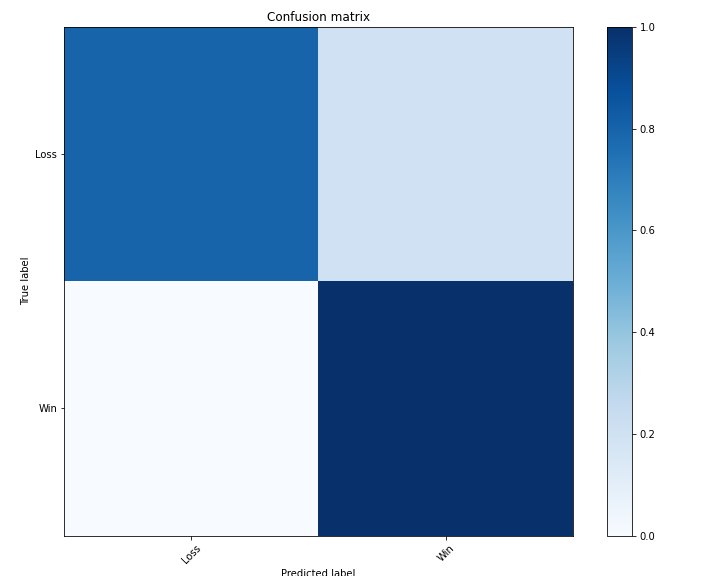 Confusion matrix
1.0
0.8
0.6
0.4
0.2
0.0
Loss
Win
True label
Loss
Win
Predicted label